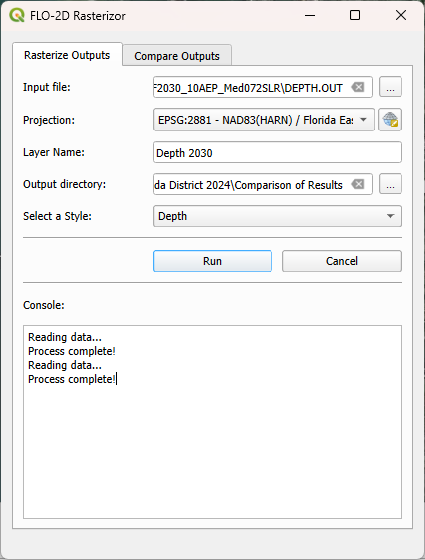 FLO-2D Rasterizor
Rasterize Outputs
Compare Outputs
Input file:
F2030_10AEP_Med072SLR\DEPTH.OUT
...
Projection:
EPSG:2881 - NAD83(HARN) / Florida Eas
Layer Name:
Depth 2030
Output directory:
da District 2024\Comparison of Results
...
Select a Style:
Depth
Run
Cancel
Console:
Reading data...
Process complete!
Reading data...
Process complete!